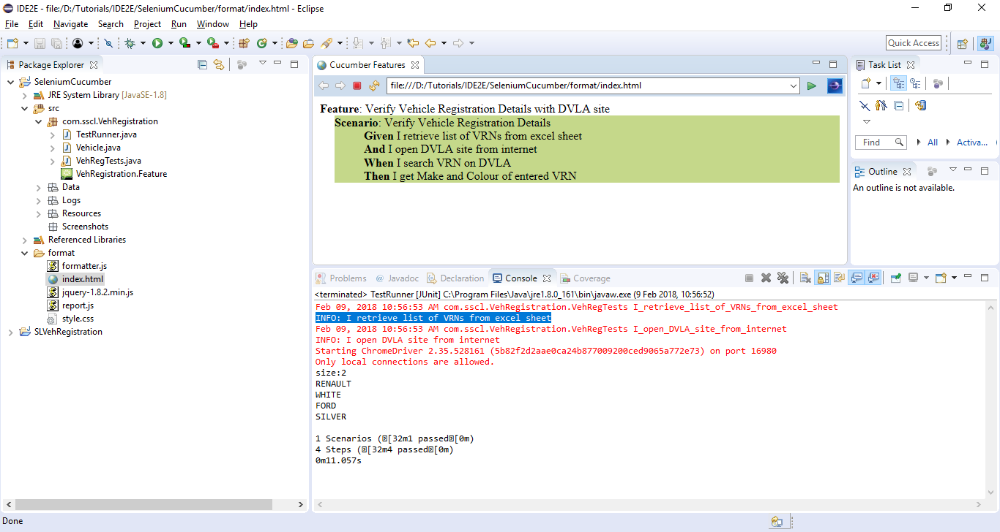 IDE2E - file:/D:/Tutorials/IDE2E/SeleniumCucumber/format/index.html - Eclipse
File Edit Navigate Search Project Run Window Help
Quick Access
Package Explorer
SeleniumCucumber
JRE System Library [JavaSE-1.8]
src
com.sscl.VehRegistration
TestRunner.java
Vehicle.java
VehRegTests.java
VehRegistration.Feature
Data
Logs
Resources
Screenshots
Referenced Libraries
format
formatter.js
index.html
jquery-1.8.2.min.js
report.js
style.css
SLVehRegistration
Cucumber Features
file:///D:/Tutorials/IDE2E/SeleniumCucumber/format/index.html
Feature: Verify Vehicle Registration Details with DVLA site
Scenario: Verify Vehicle Registration Details
Given I retrieve list of VRNs from excel sheet
And I open DVLA site from internet
When I search VRN on DVLA
Then I get Make and Colour of entered VRN
Task List
Find All Activa...
Outline
An outline is not available.
Problems @ Javadoc Declaration Console Coverage
<terminated> TestRunner [JUnit] C:\Program Files\Java\jre1.8.0_161\bin\javaw.exe (9 Feb 2018, 10:56:52)
Feb 09, 2018 10:56:53 AM com.sscl.VehRegistration.VehRegTests I_retrieve_list_of_VRNs_from_excel_sheet
INFO: I retrieve list of VRNs from excel sheet
Feb 09, 2018 10:56:53 AM com.sscl.VehRegistration.VehRegTests I_open_DVLA_site_from_internet
INFO: I open DVLA site from internet
Starting ChromeDriver 2.35.528161 (5b82f2d2aae0ca24b877009200ced9065a772e73) on port 16980
Only local connections are allowed.
size:2
RENAULT
WHITE
FORD
SILVER
1 Scenarios ([32m1 passed[0m)
4 Steps ([32m4 passed[0m)
0m11.057s
Done